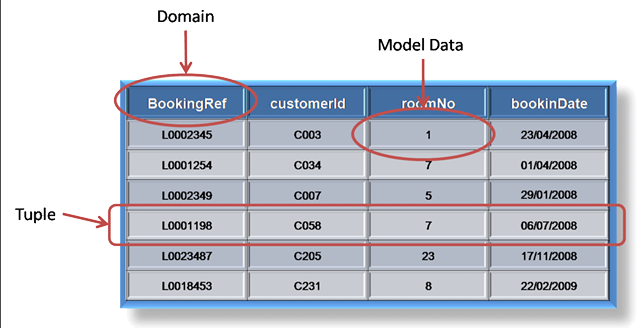 Domain
Model Data
BookingRef customerId roomNo bookinDate
L0002345 C003 1 23/04/2008
L0001254 C034 7 01/04/2008
L0002349 C007 5 29/01/2008
Tuple
L0001198 C058 7 06/07/2008
L0023487 C205 23 17/11/2008
L0018453 C231 8 22/02/2009